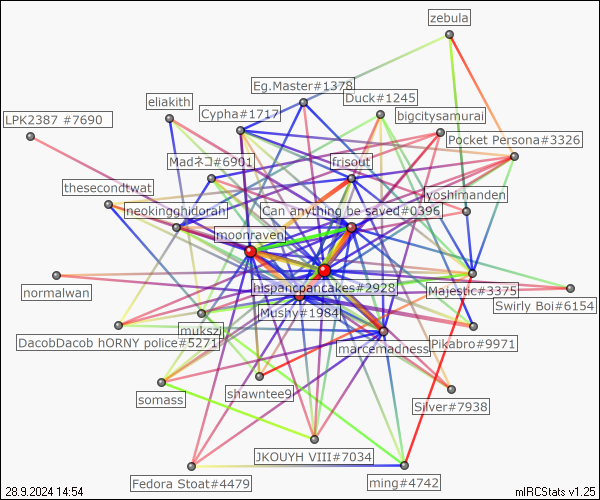 zebula
Eg.Master#1378
Duck#1245
eliakith
Cypha#1717
bigcitysamurai
LPK2387 #7690
Pocket Persona#3326
Madネコ#6901
frisout
thesecondtwat
lyoshimanden
neokingghidorah
Can anything be saved#0396
moonraven
hispancpancakes#2928
normalwan
Majestic#3375
Swirly Boi#6154
Mushy#1984
mukszi
DacobDacob hORNY police#5271
marcemadness
Pikabro#9971
somass
shawntee9
Silver#7938
JKOUYH VIII#7034
Fedora Stoat#4479
ming#4742
28.9.2024 14:54
mIRCStats v1.25